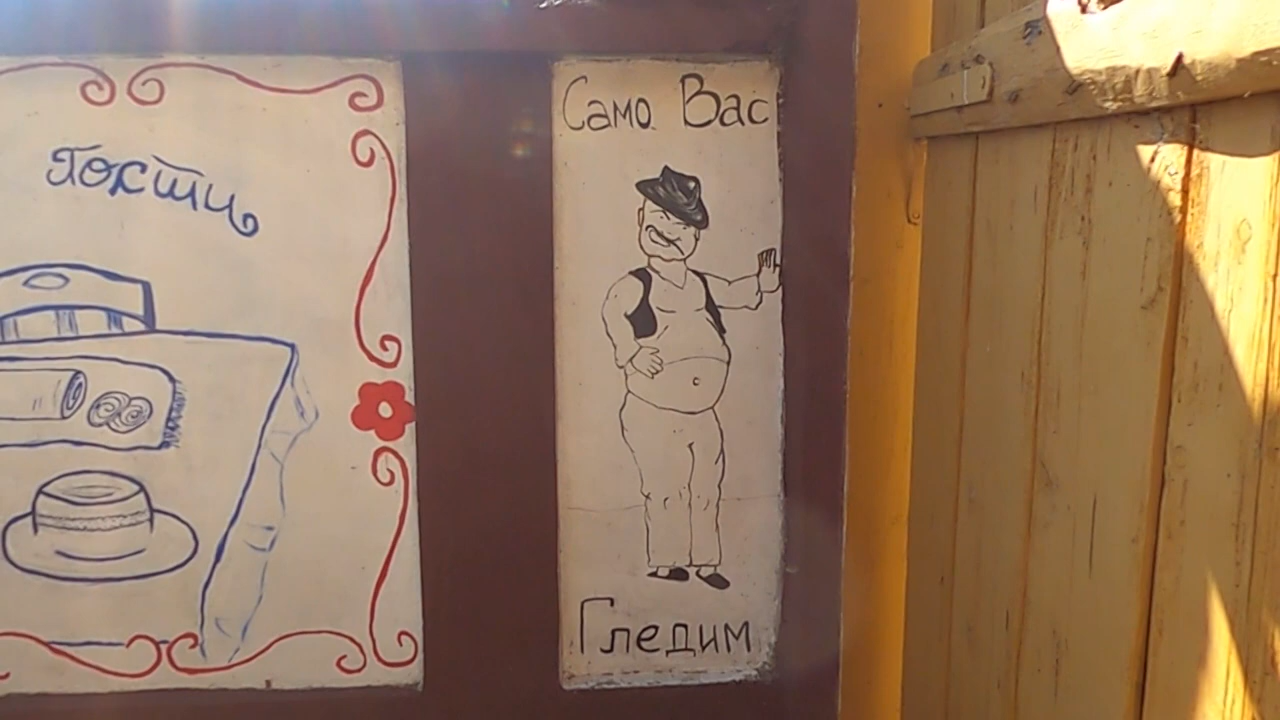 гости
Само Вас
Гледим